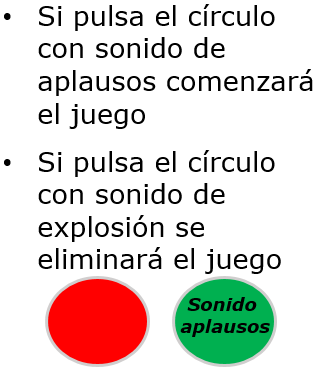 • Si pulsa el círculo
con sonido de
aplausos comenzará
el juego
• Si pulsa el círculo
con sonido de
explosión se
eliminará el juego
Sonido
aplausos